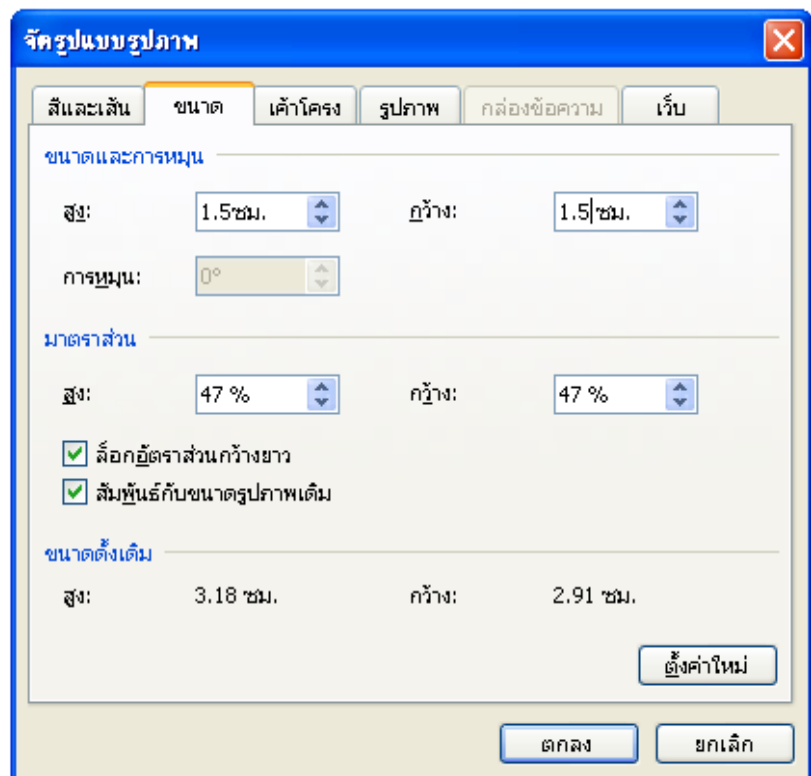 จัดรูปแบบรูปภาพ
สีและเส้น ขนาด เค้าโครง รูปภาพ กล่องข้อความ เว็บ
ขนาดและการหมุน
สูง: 1.5ซม. กว้าง: 1.5 ซม.
การหมุน: 0°
มาตราส่วน
สูง: 47 % กว้าง: 47 %
ล็อกอัตราส่วนกว้างยาว
สัมพันธ์กับขนาดรูปภาพเดิม
ขนาดดั้งเดิม
สูง: 3.18 ซม. กว้าง: 2.91 ซม.
ตั้งค่าใหม่
ตกลง ยกเลิก